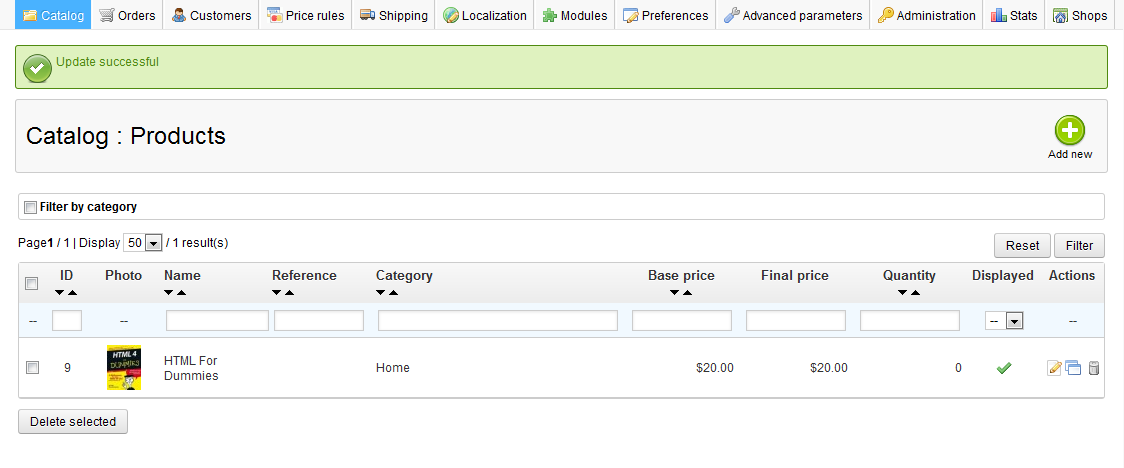 Catalog Orders Customers Price rules Shipping Localization Modules Preferences Advanced parameters Administration Stats Shops
Update successful
Catalog : Products
Add new
Filter by category
Page1 / 1 | Display 50 / 1 result(s)
Reset Filter
ID Photo Name Reference Category Base price Final price Quantity Displayed Actions
-- -- -- --
HTML 4
DUMMIES
9 HTML For Home $20.00 $20.00 0
Dummies
Delete selected